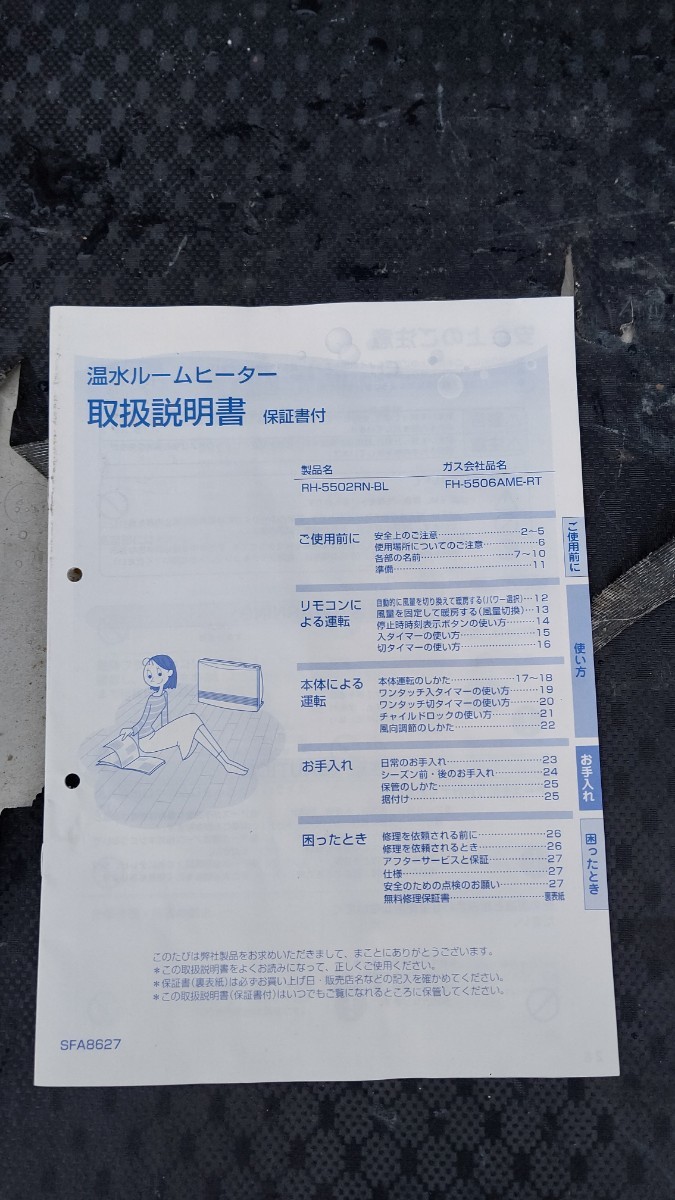 温水ルームヒーター
取扱説明書 保証書付
製品名 ガス会社品名
RH-5502RN-BL FH-5506AME-RT
ご使用前に
安全上のご注意……………………2～5
使用場所についてのご注意……………6
各部の名前……………………7～10
準備……………………………………11
リモコンに
よる運転
自動的に風量を切り換えて暖房する(パワー選択)…12
風量を固定して暖房する(風量切換)…13
停止時時刻表示ボタンの使い方………14
入タイマーの使い方……………………15
切タイマーの使い方……………………16
本体による
運転
本体運転のしかた………………17～18
ワンタッチ入タイマーの使い方………19
ワンタッチ切タイマーの使い方………20
チャイルドロックの使い方……………21
風向調節のしかた………………………22
お手入れ
日常のお手入れ…………………………23
シーズン前・後のお手入れ……………24
保管のしかた……………………………25
据付け……………………………………25
困ったとき
修理を依頼される前に…………………26
修理を依頼されるとき…………………26
アフターサービスと保証………………27
仕様………………………………………27
安全のための点検のお願い……………27
無料修理保証書………………………裏表紙
ご使用前に
使い方
お手入れ
困ったとき
このたびは弊社製品をお求めいただきまして、まことにありがとうございます。
＊この取扱説明書をよくお読みになって、正しくご使用ください。
＊保証書(裏表紙)は必ずお買い上げ日・販売店名などの記入を確かめてください。
＊この取扱説明書(保証書付)はいつでもご覧になれるところに保管してください。
SFA8627